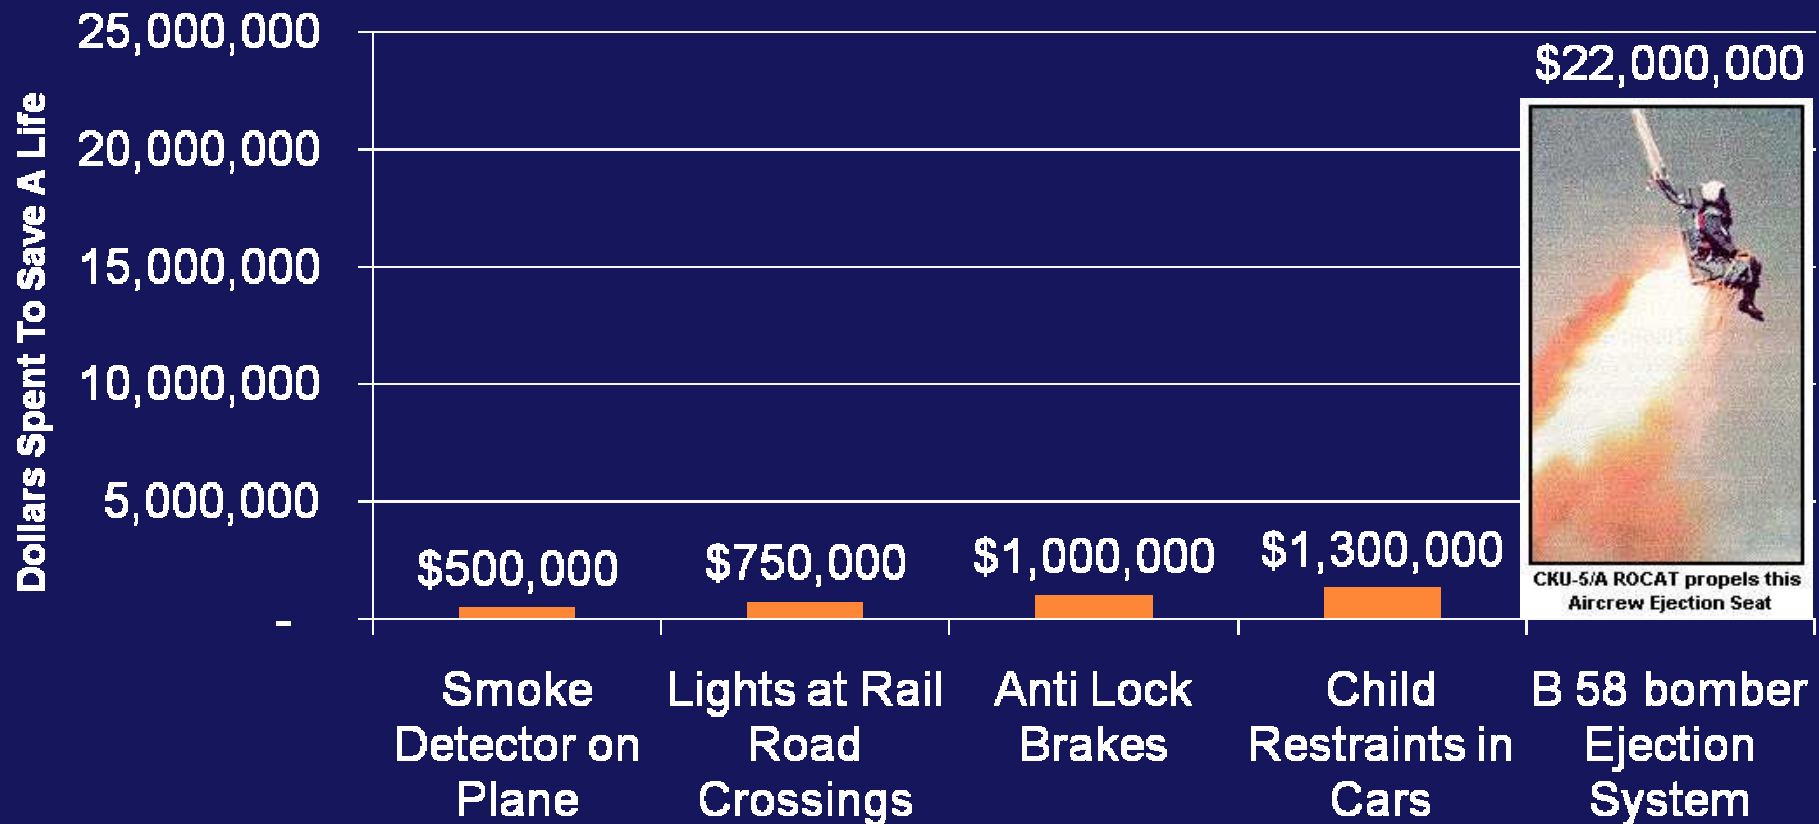 Dollars Spent To Save A Life
25,000,000
20,000,000
15,000,000
10,000,000
5,000,000
-
$500,000
$750,000
$1,000,000
$1,300,000
$22,000,000
CKU-5/A ROCAT propels this
Aircrew Ejection Seat
Smoke
Detector on
Plane
Lights at Rail
Road
Crossings
Anti Lock
Brakes
Child
Restraints in
Cars
B 58 bomber
Ejection
System